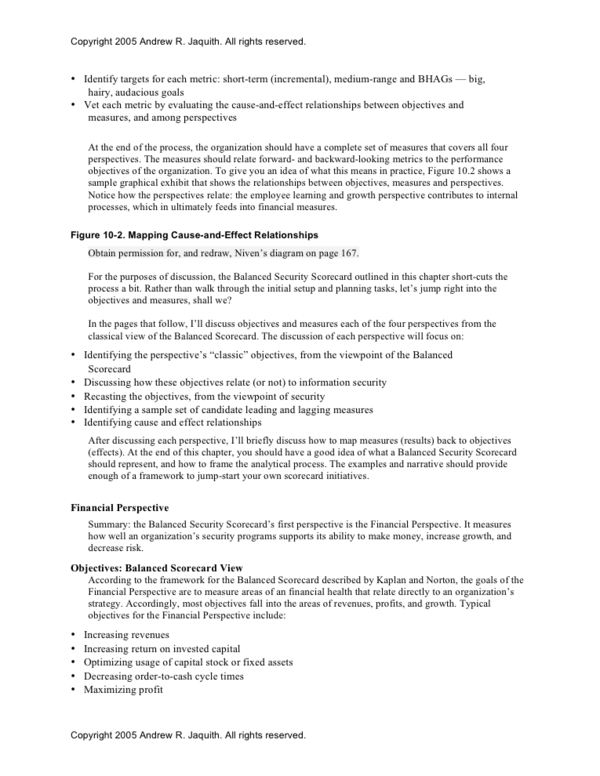 Copyright 2005 Andrew R. Jaquith. All rights reserved.
• Identify targets for each metric: short-term (incremental), medium-range and BHAGs — big,
hairy, audacious goals
• Vet each metric by evaluating the cause-and-effect relationships between objectives and
measures, and among perspectives
At the end of the process, the organization should have a complete set of measures that covers all four
perspectives. The measures should relate forward- and backward-looking metrics to the performance
objectives of the organization. To give you an idea of what this means in practice, Figure 10.2 shows a
sample graphical exhibit that shows the relationships between objectives, measures and perspectives.
Notice how the perspectives relate: the employee learning and growth perspective contributes to internal
processes, which in ultimately feeds into financial measures.
Figure 10-2. Mapping Cause-and-Effect Relationships
Obtain permission for, and redraw, Niven's diagram on page 167.
For the purposes of discussion, the Balanced Security Scorecard outlined in this chapter short-cuts the
process a bit. Rather than walk through the initial setup and planning tasks, let's jump right into the
objectives and measures, shall we?
In the pages that follow, I'll discuss objectives and measures each of the four perspectives from the
classical view of the Balanced Scorecard. The discussion of each perspective will focus on:
• Identifying the perspective's “classic” objectives, from the viewpoint of the Balanced
Scorecard
• Discussing how these objectives relate (or not) to information security
• Recasting the objectives, from the viewpoint of security
• Identifying a sample set of candidate leading and lagging measures
• Identifying cause and effect relationships
After discussing each perspective, I'll briefly discuss how to map measures (results) back to objectives
(effects). At the end of this chapter, you should have a good idea of what a Balanced Security Scorecard
should represent, and how to frame the analytical process. The examples and narrative should provide
enough of a framework to jump-start your own scorecard initiatives.
Financial Perspective
Summary: the Balanced Security Scorecard's first perspective is the Financial Perspective. It measures
how well an organization's security programs supports its ability to make money, increase growth, and
decrease risk.
Objectives: Balanced Scorecard View
According to the framework for the Balanced Scorecard described by Kaplan and Norton, the goals of the
Financial Perspective are to measure areas of an financial health that relate directly to an organization's
strategy. Accordingly, most objectives fall into the areas of revenues, profits, and growth. Typical
objectives for the Financial Perspective include:
• Increasing revenues
• Increasing return on invested capital
• Optimizing usage of capital stock or fixed assets
• Decreasing order-to-cash cycle times
• Maximizing profit
Copyright 2005 Andrew R. Jaquith. All rights reserved.